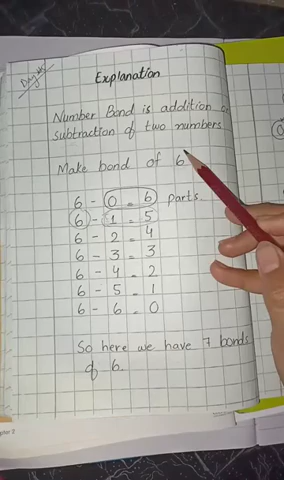 Explanation
Number Bond is addition or
subtraction of two numbers
Make bond of 6
6 - 0 = 6 parts.
6 - 1 = 5
6 - 2 = 4
6 - 3 = 3
6 - 4 = 2
6 - 5 = 1
6 - 6 = 0
So here we have 7 bonds
of 6.